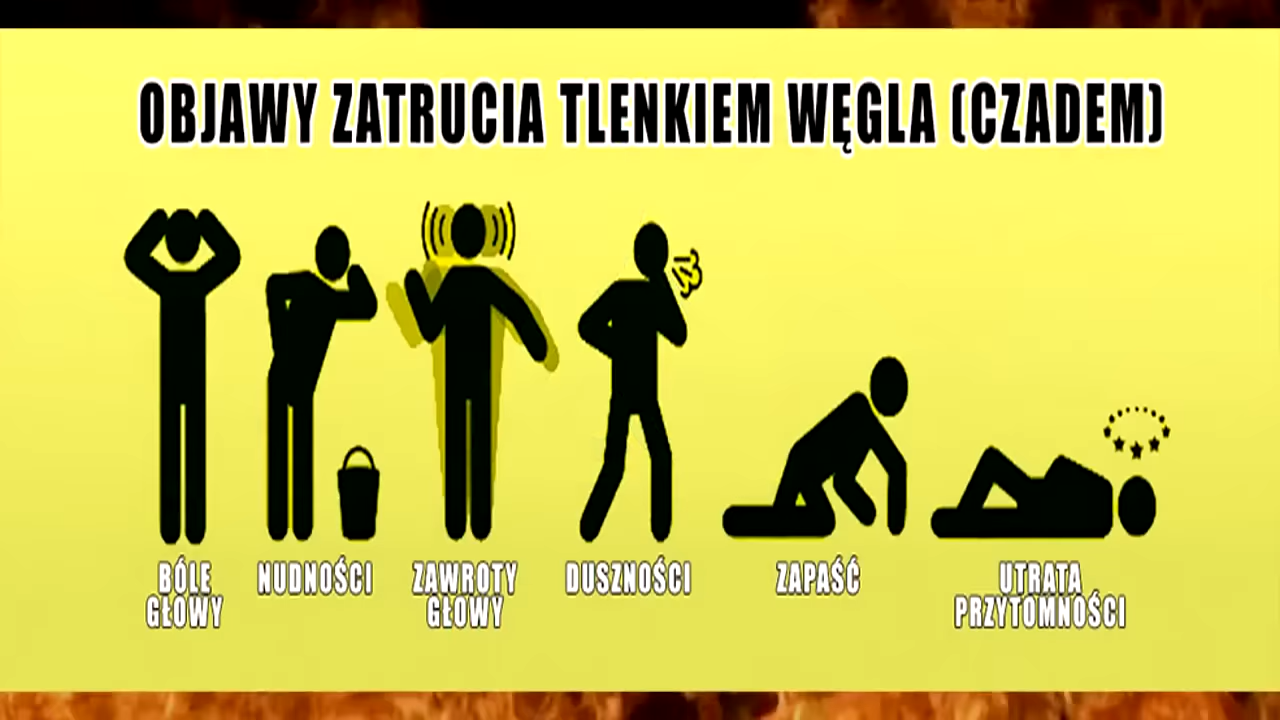 OBJAWY ZATRUCIA TLENKIEM WĘGLA (CZADEM)
BÓLE
GŁOWY
NUDNOŚCI
ZAWROTY
GŁOWY
DUSZNOŚCI
ZAPAŚĆ
UTRATA
PRZYTOMNOŚCI